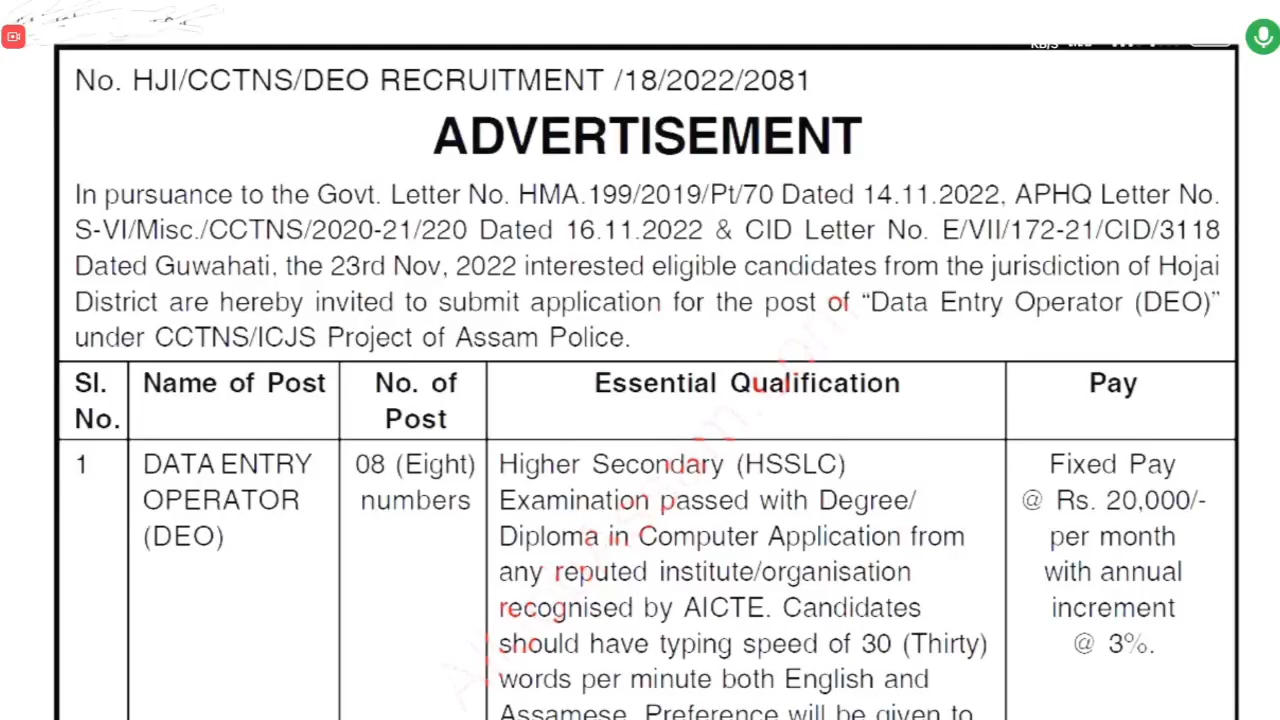 No. HJI/CCTNS/DEO RECRUITMENT /18/2022/2081
ADVERTISEMENT
In pursuance to the Govt. Letter No. HMA.199/2019/Pt/70 Dated 14.11.2022, APHQ Letter No.
S-VI/Misc./CCTNS/2020-21/220 Dated 16.11.2022 & CID Letter No. E/VII/172-21/CID/3118
Dated Guwahati, the 23rd Nov, 2022 interested eligible candidates from the jurisdiction of Hojai
District are hereby invited to submit application for the post of “Data Entry Operator (DEO)”
under CCTNS/ICJS Project of Assam Police.
Sl. No.
Name of Post
No. of Post
Essential Qualification
Pay
1
DATA ENTRY
OPERATOR
(DEO)
08 (Eight)
numbers
Higher Secondary (HSSLC)
Examination passed with Degree/
Diploma in Computer Application from
any reputed institute/organisation
recognised by AICTE. Candidates
should have typing speed of 30 (Thirty)
words per minute both English and
Assamese. Preference will be given to
Fixed Pay
@ Rs. 20,000/-
per month
with annual
increment
@ 3%.